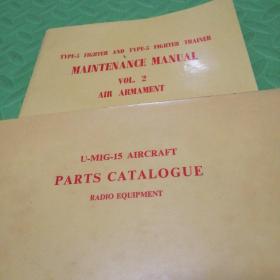 TYPE-5 FIGHTER AND TYPE-5 FIGHTER TRAINER
MAINTENANCE MANUAL
VOL. 2
AIR ARMAMENT
U-MIG-15 AIRCRAFT
PARTS CATALOGUE
RADIO EQUIPMENT